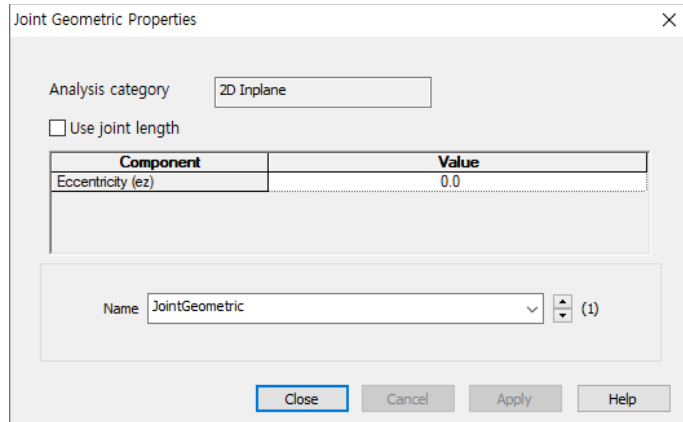 Joint Geometric Properties
Analysis category 2D Inplane
Use joint length
Component Value
Eccentricity (ez) 0.0
Name JointGeometric (1)
Close Cancel Apply Help